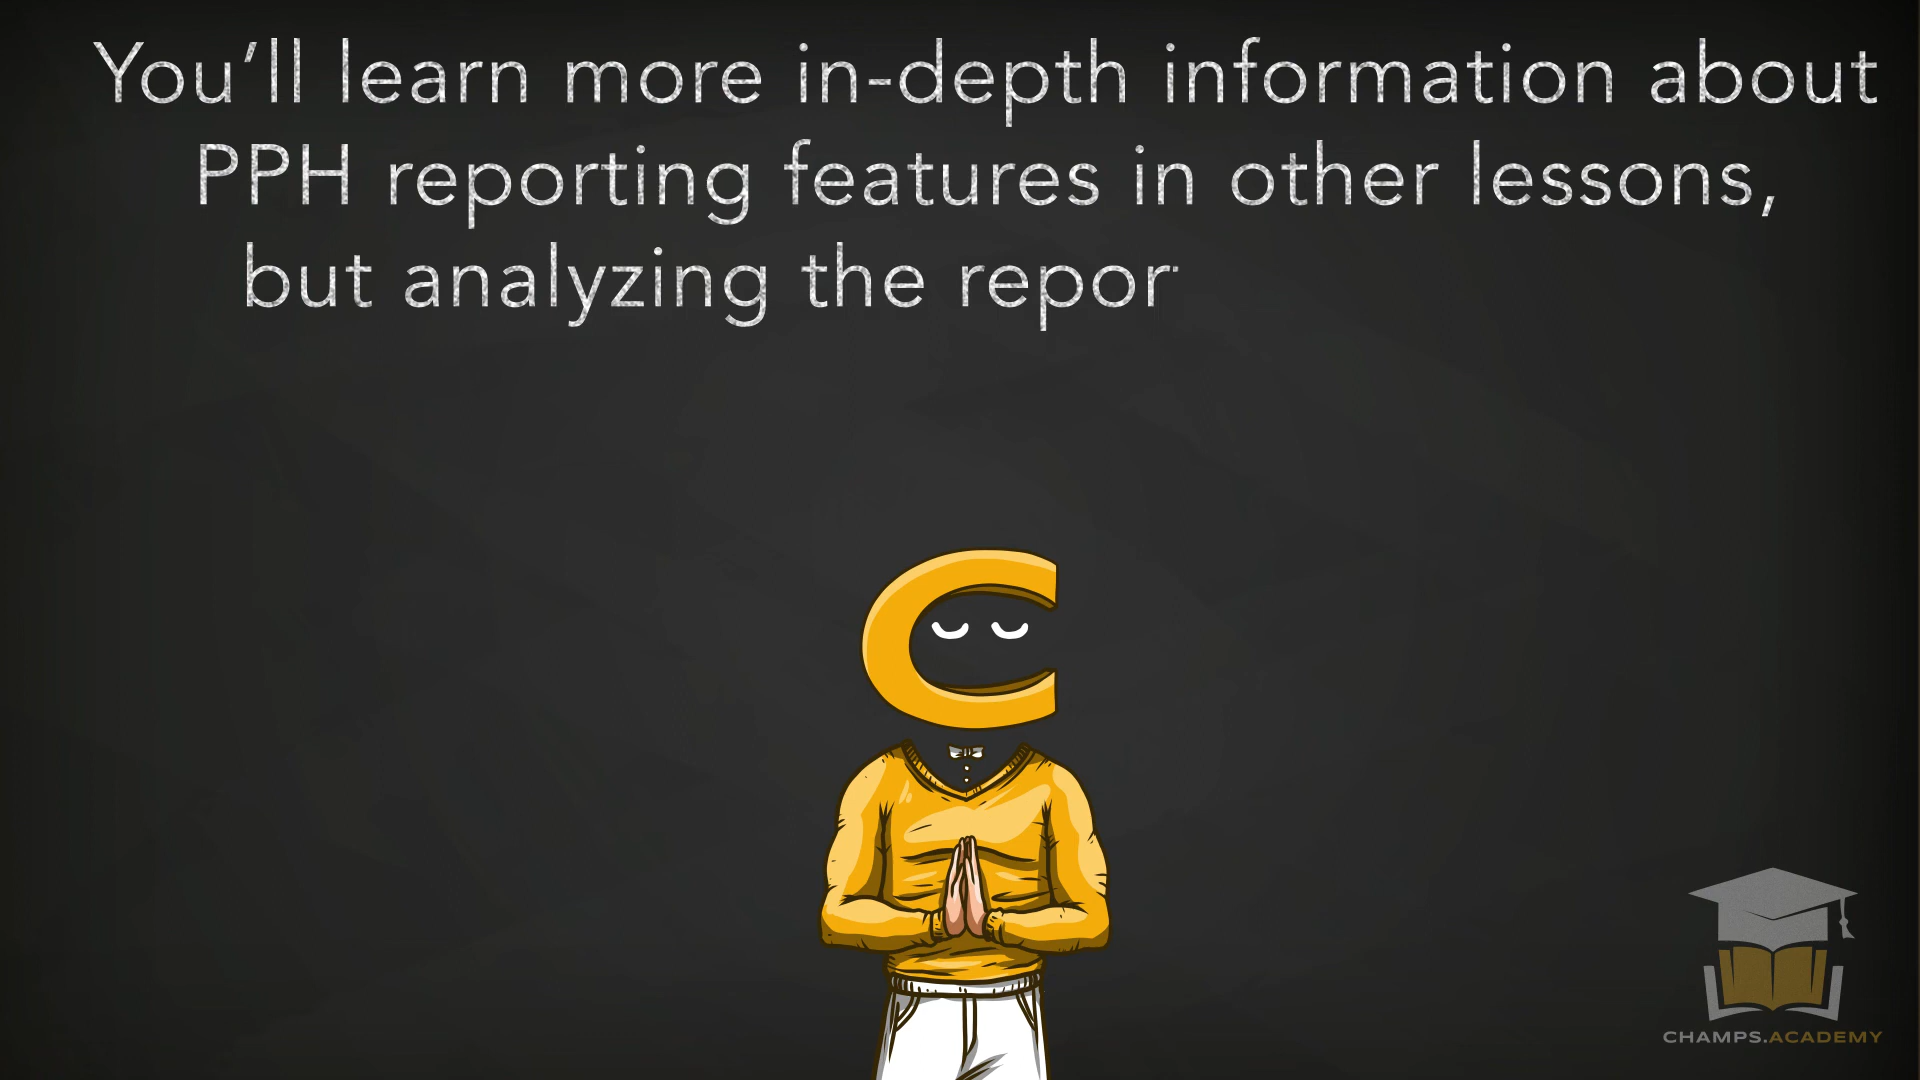 You’ll learn more in-depth information about
PPH reporting features in other lessons,
but analyzing the repor
CHAMPS.ACADEMY